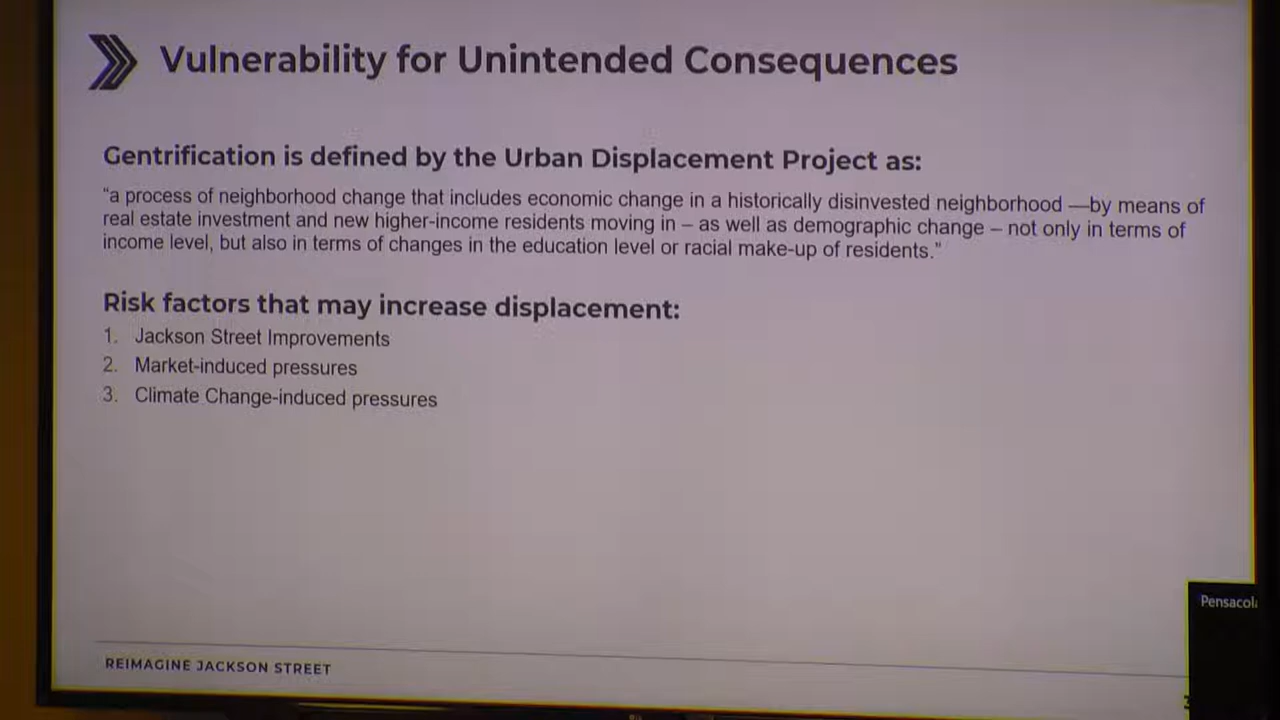 Vulnerability for Unintended Consequences
Gentrification is defined by the Urban Displacement Project as:
“a process of neighborhood change that includes economic change in a historically disinvested neighborhood —by means of
real estate investment and new higher-income residents moving in – as well as demographic change – not only in terms of
income level, but also in terms of changes in the education level or racial make-up of residents.”
Risk factors that may increase displacement:
1. Jackson Street Improvements
2. Market-induced pressures
3. Climate Change-induced pressures
Pensacol
REIMAGINE JACKSON STREET